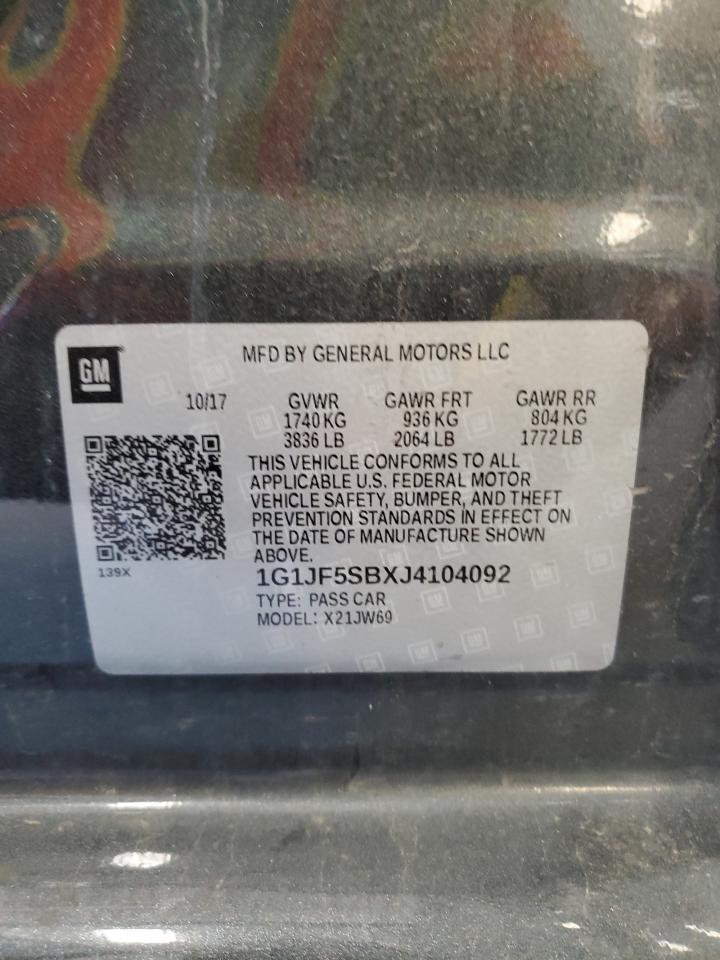 GM
MFD BY GENERAL MOTORS LLC
10/17 GVWR GAWR FRT GAWR RR
1740 KG 936 KG 804 KG
3836 LB 2064 LB 1772 LB
THIS VEHICLE CONFORMS TO ALL
APPLICABLE U.S. FEDERAL MOTOR
VEHICLE SAFETY, BUMPER, AND THEFT
PREVENTION STANDARDS IN EFFECT ON
THE DATE OF MANUFACTURE SHOWN
ABOVE.
139X
1G1JF5SBXJ4104092
TYPE: PASS CAR
MODEL: X21JW69